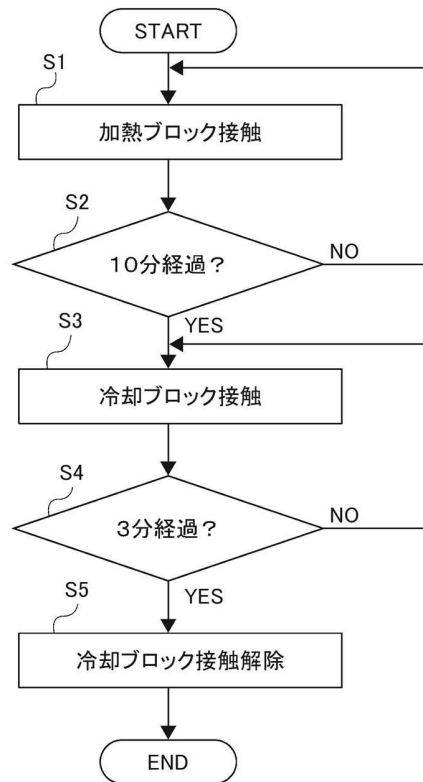 START
S1
加熱ブロック接触
S2
10分経過？
NO
YES
S3
冷却ブロック接触
S4
3分経過？
NO
YES
S5
冷却ブロック接触解除
END